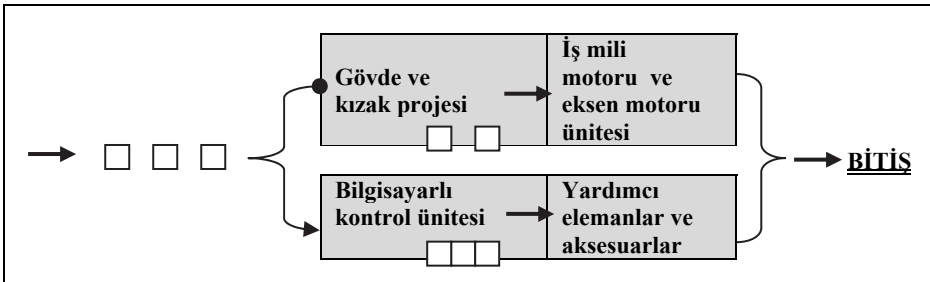 Gövde ve
kızak projesi
İş mili
motoru ve
eksen motoru
ünitesi
BİTİŞ
Bilgisayarlı
kontrol ünitesi
Yardımcı
elemanlar ve
aksesuarlar